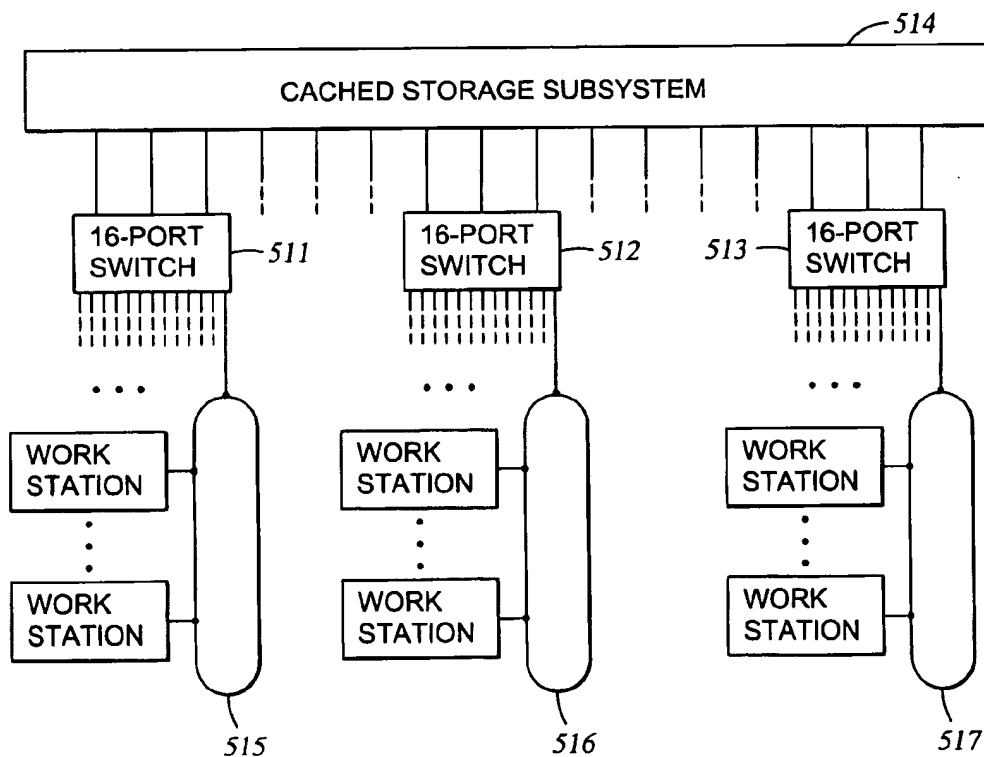 514
CACHED STORAGE SUBSYSTEM
16-PORT
SWITCH
511
16-PORT
SWITCH
512
513
16-PORT
SWITCH
WORK
STATION
WORK
STATION
WORK
STATION
WORK
STATION
WORK
STATION
WORK
STATION
515
516
517